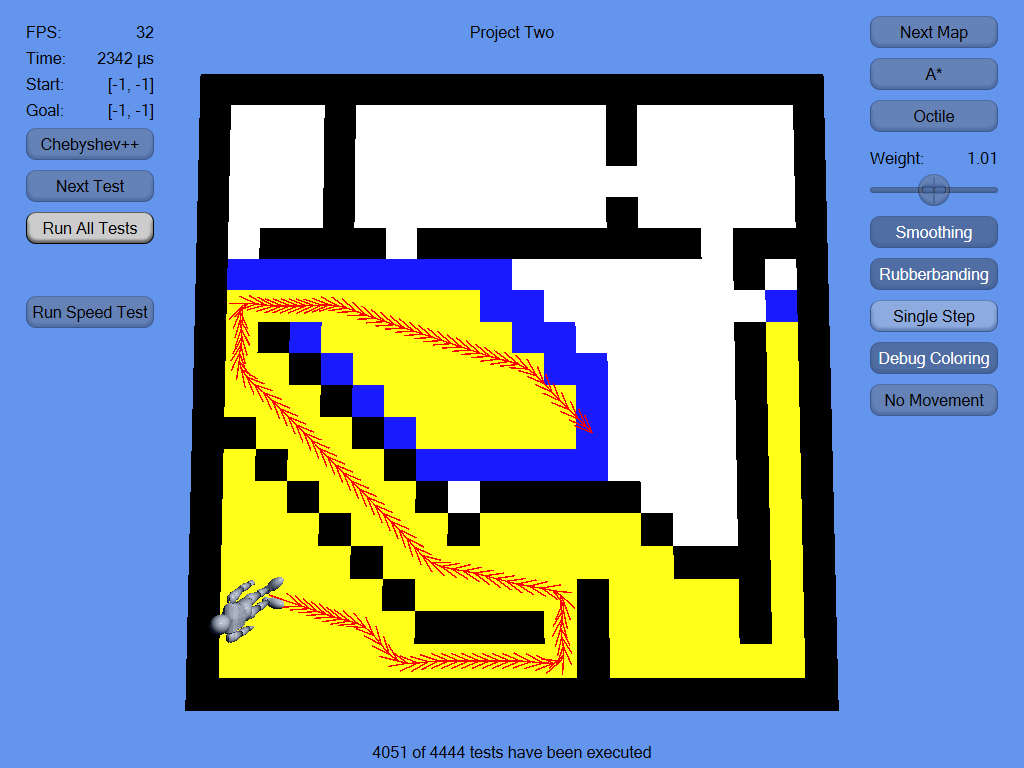 FPS: 32
Time: 2342 µs
Start: [-1, -1]
Goal: [-1, -1]
Chebyshev++
Next Test
Run All Tests
Run Speed Test
Project Two
Next Map
A*
Octile
Weight: 1.01
Smoothing
Rubberbanding
Single Step
Debug Coloring
No Movement
4051 of 4444 tests have been executed